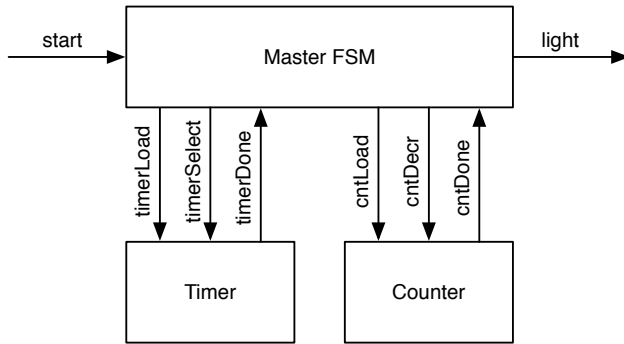 start
Master FSM
light
timerLoad
timerSelect
timerDone
cntLoad
cntDecr
cntDone
Timer
Counter